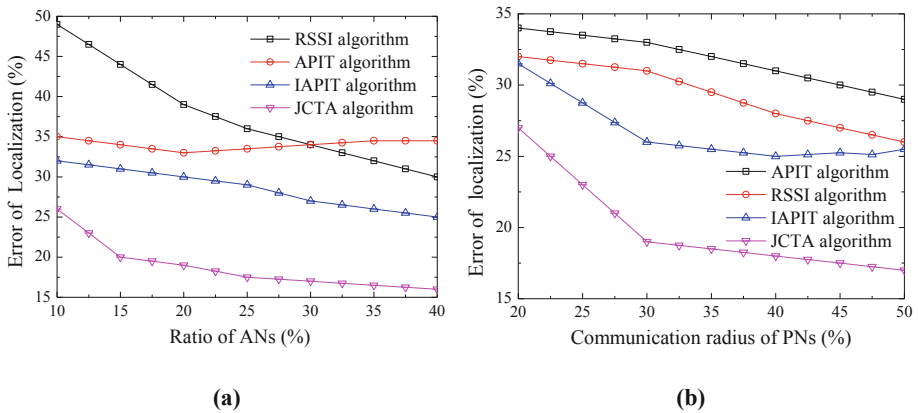 50
45
40
35
30
25
20
15
10
15
20
25
30
35
40
Error of Localization (%)
Ratio of ANs (%)
RSSI algorithm
APIT algorithm
IAPIT algorithm
JCTA algorithm
(a)
35
30
25
20
15
20
25
30
35
40
45
50
Error of localization (%)
Communication radius of PNs (%)
APIT algorithm
RSSI algorithm
IAPIT algorithm
JCTA algorithm
(b)